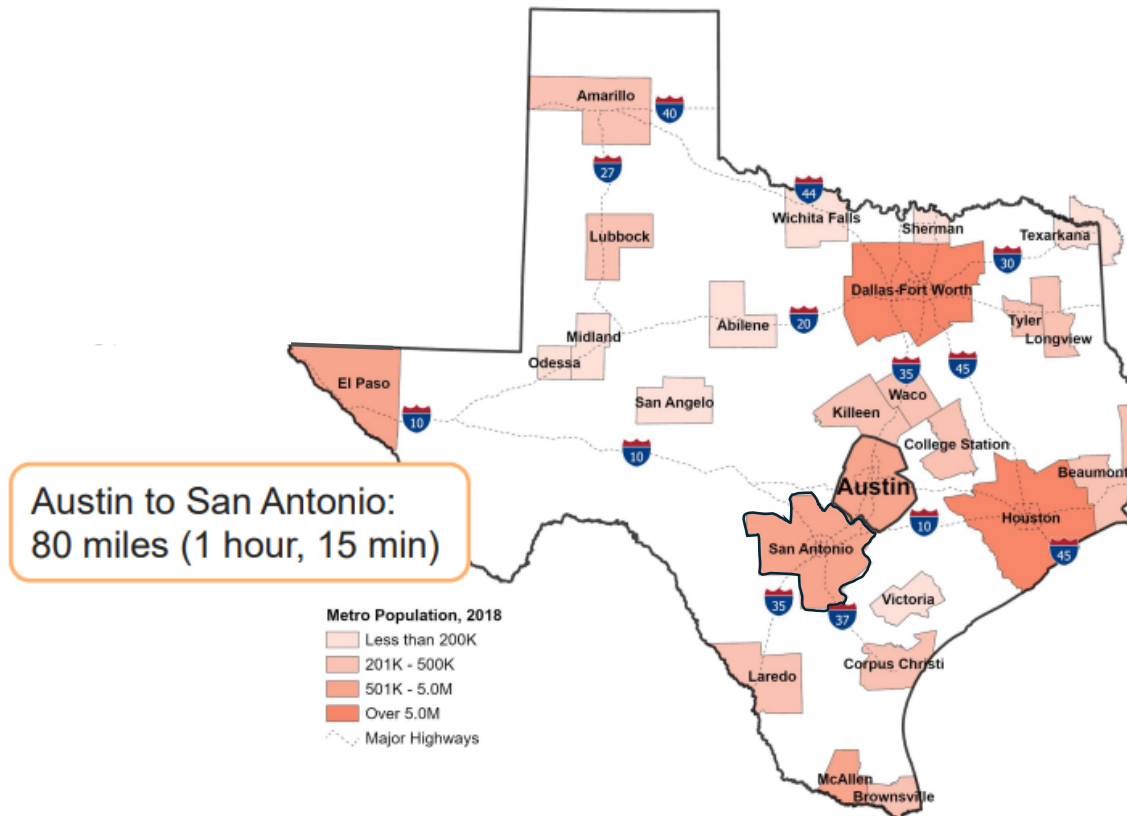 Amarillo
40
27
44
Wichita Falls
Sherman
Texarkana
Lubbock
30
Dallas-Fort Worth
Midland
Abilene
20
Tyler
Longview
Odessa
El Paso
35
45
San Angelo
Waco
Killeen
10
College Station
10
Beaumont
Austin
Houston
Austin to San Antonio:
80 miles (1 hour, 15 min)
San Antonio
10
45
35
37
Victoria
Metro Population, 2018
Less than 200K
201K - 500K
501K - 5.0M
Over 5.0M
Major Highways
Corpus Christi
Laredo
McAllen
Brownsville